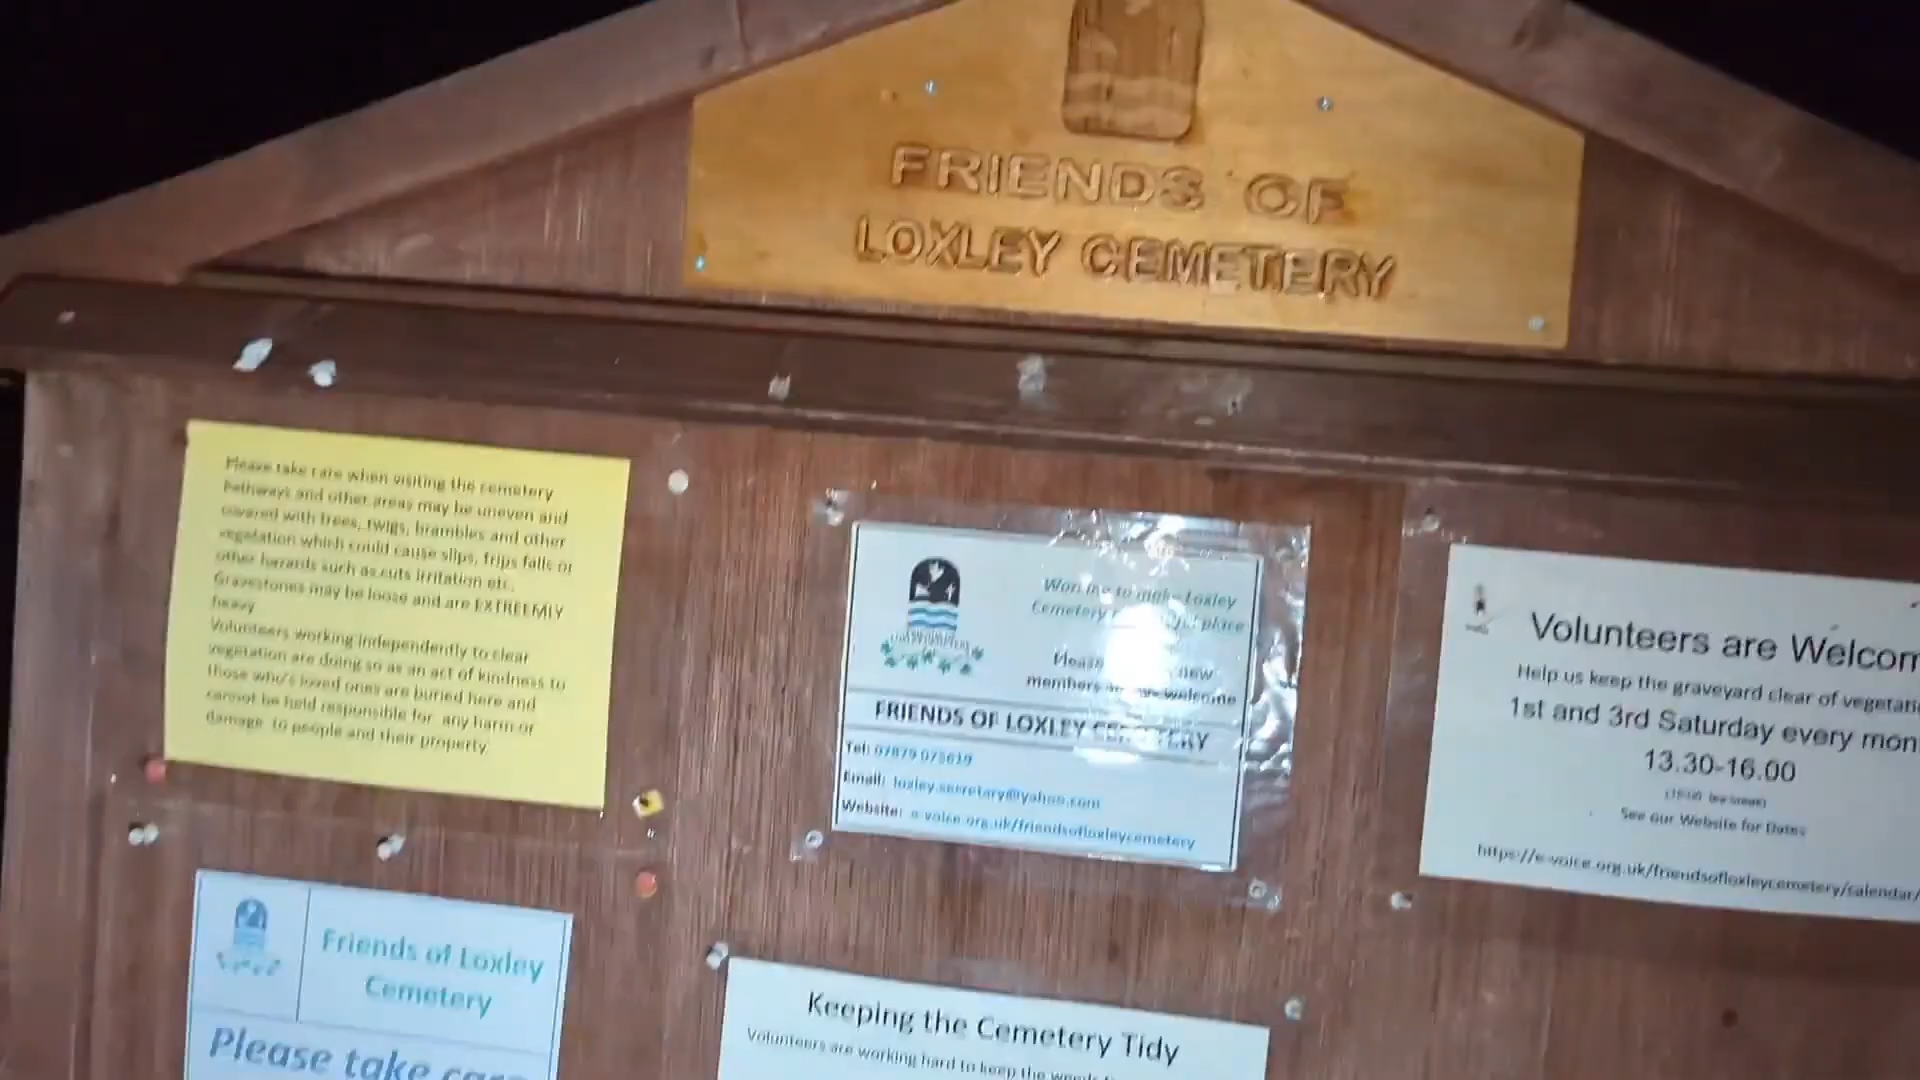 FRIENDS OF
LOXLEY CEMETERY
Please take care when visiting the cemetery
Pathways and other areas may be uneven and
covered with trees, twigs, brambles and other
vegetation which could cause slips, trips falls or
other hazards such as cuts irritation etc.
Gravestones may be loose and are EXTREEMLY
heavy
Volunteers working independently to clear
vegetation are doing so as an act of kindness to
those who's loved ones are buried here and
cannot be held responsible for any harm or
damage to people and their property.
Loxley
Cemetery place
Please new
members welcome
FRIENDS OF LOXLEY CEMETERY
Tel: 07879 075619
Email: loxley.secretary@yahoo.com
Website: e-voice.org.uk/friendsofloxleycemetery
Volunteers are Welcom
Help us keep the graveyard clear of vegetati
1st and 3rd Saturday every mon
13.30-16.00
See our Website for Dates
https://e-voice.org.uk/friendsofloxleycemetery/calendar/
Friends of Loxley
Cemetery
Please take care
Keeping the Cemetery Tidy
Volunteers are working hard to keep the weeds